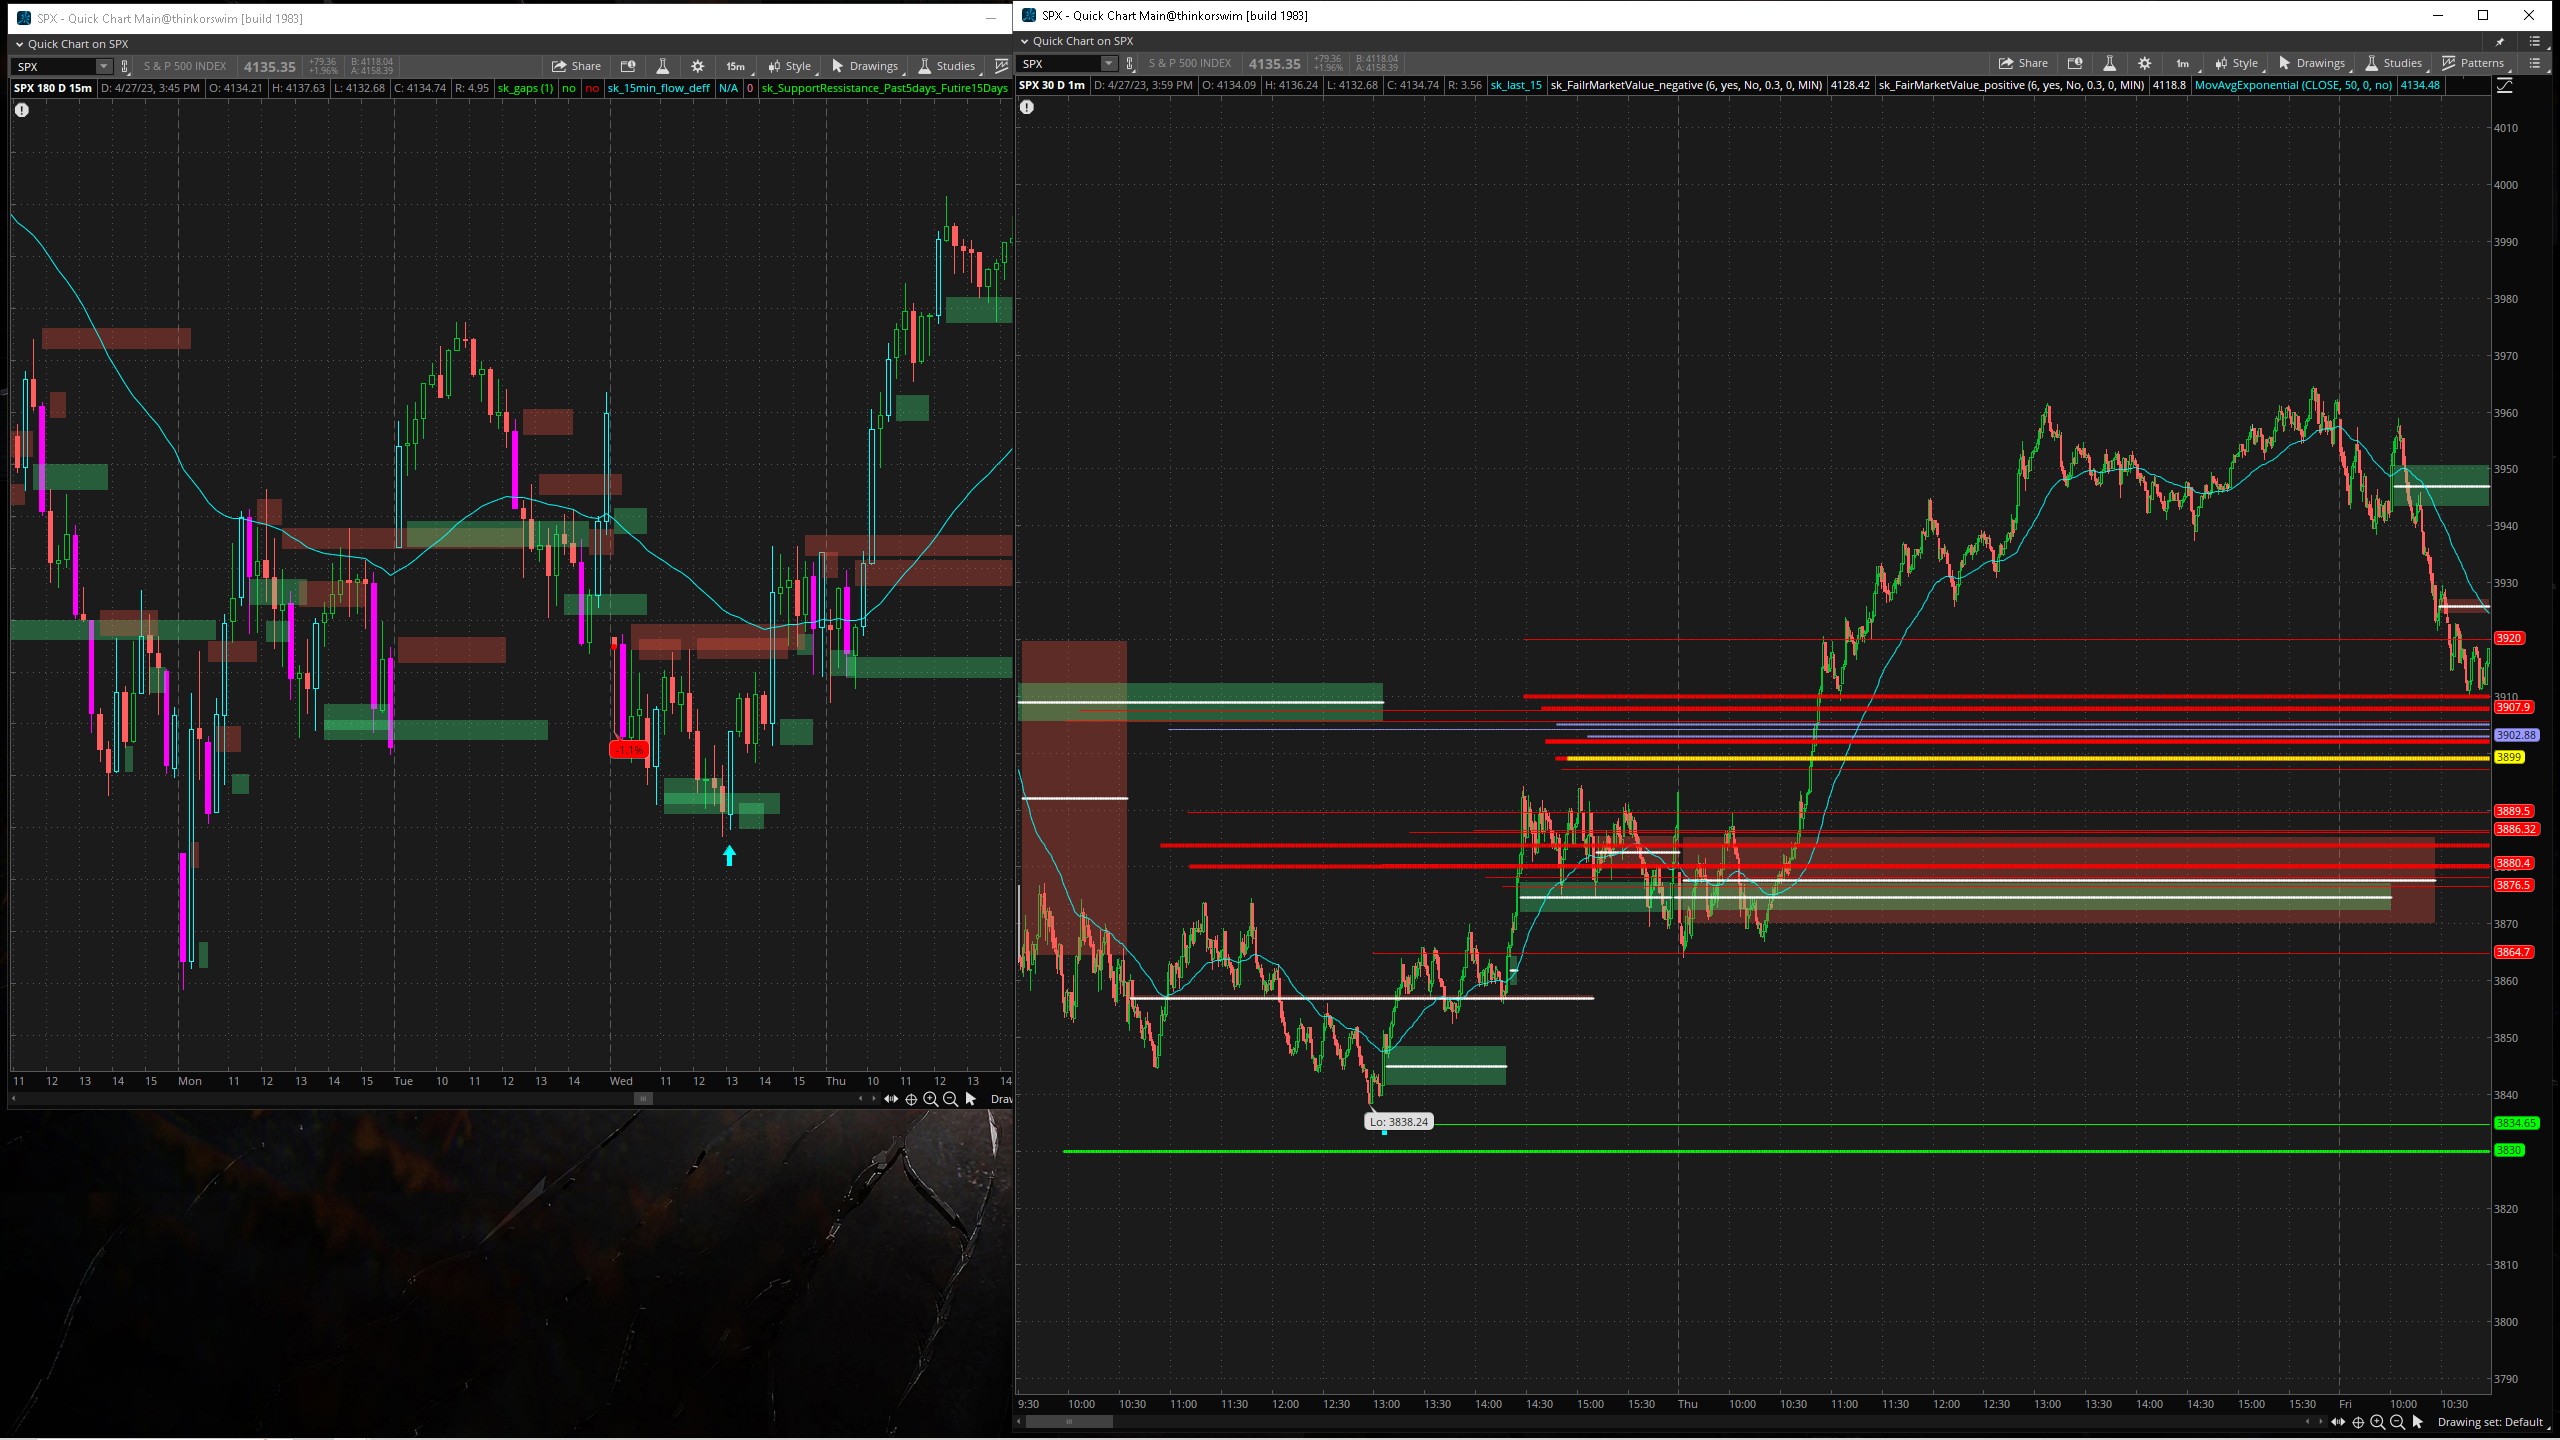 SPX - Quick Chart Main@thinkorswim [build 1983]
Quick Chart on SPX
SPX S & P 500 INDEX 4135.35 +79.36 +1.96% B: 4118.04 A: 4158.39 Share 15m Style Drawings Studies
SPX 180 D 15m D: 4/27/23, 3:45 PM O: 4134.21 H: 4137.63 L: 4132.68 C: 4134.74 R: 4.95 sk_gaps (1) no no sk_15min_flow_deff N/A 0 sk_SupportRessistance_Past5days_Futire15Days
-1.1%
11 12 13 14 15 Mon 11 12 13 14 15 Tue 10 11 12 13 14 Wed 11 12 13 14 15 Thu 10 11 12 13 14
Draw
SPX - Quick Chart Main@thinkorswim [build 1983]
Quick Chart on SPX
SPX S & P 500 INDEX 4135.35 +79.36 +1.96% B: 4118.04 A: 4158.39 Share 1m Style Drawings Studies Patterns
SPX 30 D 1m D: 4/27/23, 3:59 PM O: 4134.09 H: 4136.24 L: 4132.68 C: 4134.74 R: 3.56 sk_last_15 sk_FailrMarketValue_negative (6, yes, No, 0.3, 0, MIN) 4128.42 sk_FairMarketValue_positive (6, yes, No, 0.3, 0, MIN) 4118.8 MovAvgExponential (CLOSE, 50, 0, no) 4134.48
4010
4000
3990
3980
3970
3960
3950
3940
3930
3920
3910
3907.9
3902.88
3899
3889.5
3886.32
3880.4
3876.5
3870
3864.7
3860
3850
3840
Lo: 3838.24
3834.65
3830
3820
3810
3800
3790
9:30 10:00 10:30 11:00 11:30 12:00 12:30 13:00 13:30 14:00 14:30 15:00 15:30 Thu 10:00 10:30 11:00 11:30 12:00 12:30 13:00 13:30 14:00 14:30 15:00 15:30 Fri 10:00 10:30
Drawing set: Default